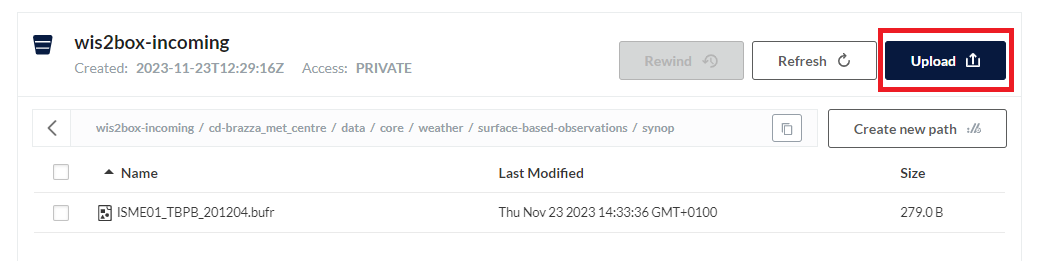 wis2box-incoming
Created: 2023-11-23T12:29:16Z Access: PRIVATE
Rewind
Refresh
Upload
wis2box-incoming / cd-brazza_met_centre / data / core / weather / surface-based-observations / synop
Create new path
Name Last Modified Size
ISME01_TBPB_201204.bufr Thu Nov 23 2023 14:33:36 GMT+0100 279.0 B